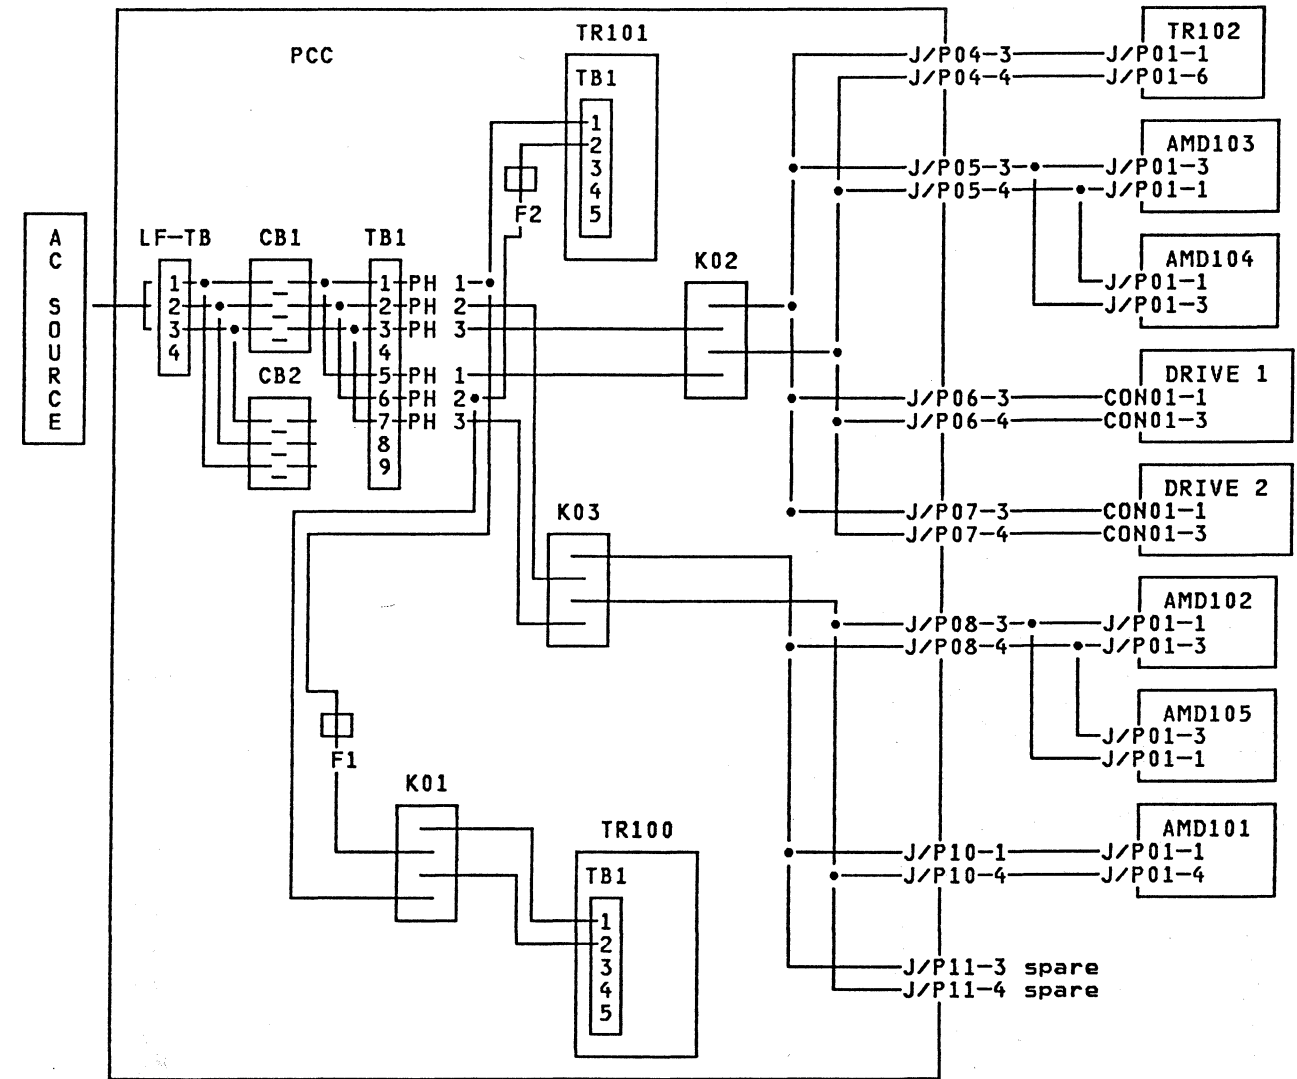 PCC
TR101
TB1
1
2
3
4
5
F2
AC SOURCE
LF-TB
1
2
3
4
CB1
CB2
TB1
1 PH 1
2 PH 2
3 PH 3
4
5 PH 1
6 PH 2
7 PH 3
8
9
K02
K03
F1
K01
TR100
TB1
1
2
3
4
5
TR102
J/P04-3 J/P01-1
J/P04-4 J/P01-6
AMD103
J/P05-3 J/P01-3
J/P05-4 J/P01-1
AMD104
J/P01-1
J/P01-3
DRIVE 1
J/P06-3 CON01-1
J/P06-4 CON01-3
DRIVE 2
J/P07-3 CON01-1
J/P07-4 CON01-3
AMD102
J/P08-3 J/P01-1
J/P08-4 J/P01-3
AMD105
J/P01-3
J/P01-1
AMD101
J/P10-1 J/P01-1
J/P10-4 J/P01-4
J/P11-3 spare
J/P11-4 spare